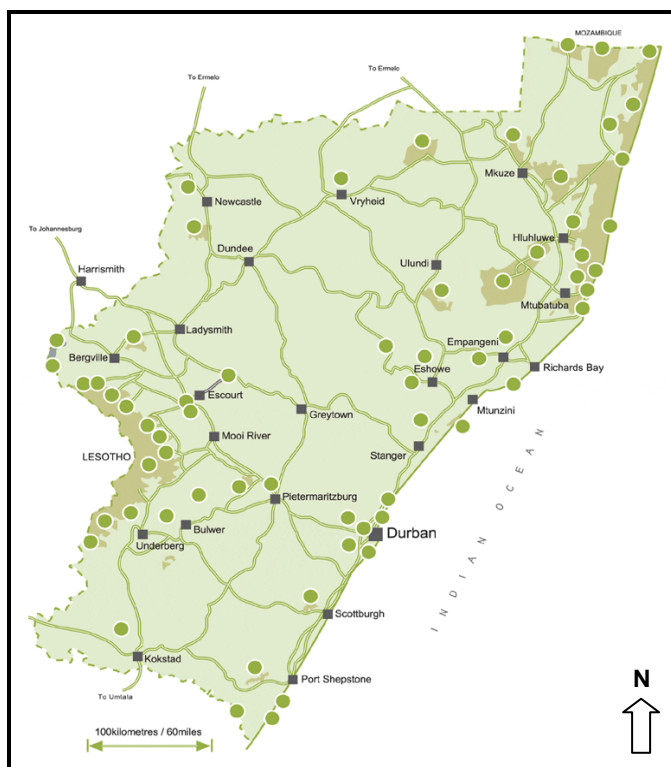 MOZAMBIQUE
To Ermelo
To Ermelo
Mkuze
Newcastle
Vryheid
To Johannesburg
Hluhluwe
Dundee
Ulundi
Harrismith
Mtubatuba
Ladysmith
Empangeni
Bergville
Richards Bay
Eshowe
Escourt
Mtunzini
Greytown
Mooi River
Stanger
LESOTHO
Pietermaritzburg
Bulwer
Durban
Underberg
INDIAN OCEAN
Scottburgh
Kokstad
Port Shepstone
N
To Umtala
100kilometres / 60miles